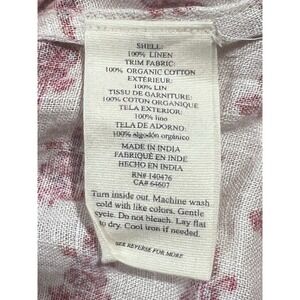 SHELL:
100% LINEN
TRIM FABRIC:
100% ORGANIC COTTON
EXTÉRIEUR:
100% LIN
TISSU DE GARNITURE:
100% COTON ORGANIQUE
TELA EXTERIOR:
100% lino
TELA DE ADORNO:
100% algodón orgánico
MADE IN INDIA
FABRIQUÉ EN INDE
HECHO EN INDIA
RN# 140476
CA# 64607
Turn inside out. Machine wash
cold with like colors. Gentle
cycle. Do not bleach. Lay flat
to dry. Cool iron if needed.
SEE REVERSE FOR MORE